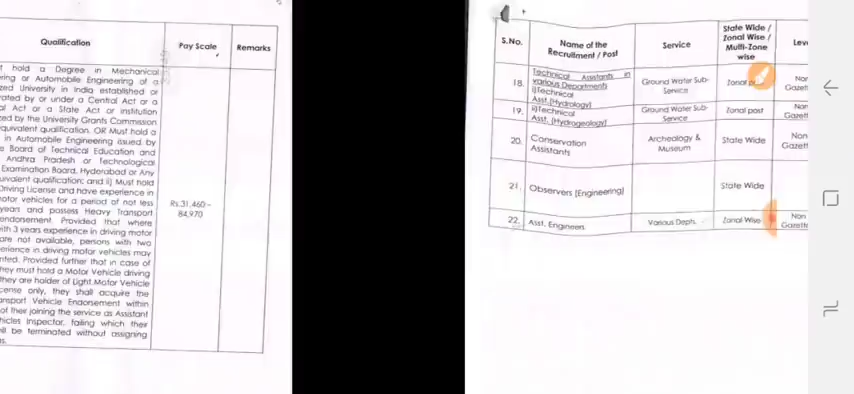 Qualification
Pay Scale
Remarks
hold a Degree in Mechanical
ring or Automobile Engineering of a
zed University in India established or
rated by or under a Central Act or a
al Act or a State Act or institution
zed by the University Grants Commission
quivalent qualification. OR Must hold a
in Automobile Engineering issued by
e Board of Technical Education and
Andhra Pradesh or Technological
Examination Board, Hyderabad or Any
uivalent qualification; and ii) Must hold
Driving License and have experience in
motor vehicles for a period of not less
years and possess Heavy Transport
endorsement. Provided that where
ith 3 years experience in driving motor
are not available, persons with two
erience in driving motor vehicles may
nted. Provided further that in case of
hey must hold a Motor Vehicle driving
they are holder of Light Motor Vehicle
cense only, they shall acquire the
ansport Vehicle Endorsement within
of their joining the service as Assistant
hicles Inspector, failing which their
ill be terminated without assigning
s.
Rs.31,460 –
84,970
S.No.
Name of the
Recruitment / Post
Service
State Wide /
Zonal Wise /
Multi-Zone
wise
Leve
18.
Technical Assistants in
various Departments
i)Technical
Asst.(Hydrology)
Ground Water Sub-
Service
Zonal
Non
Gazett
19.
ii)Technical
Asst. (Hydrogeology)
Ground Water Sub-
Service
Zonal post
Non
Gazett
20.
Conservation
Assistants
Archeology &
Museum
State Wide
Non
Gazett
21.
Observers (Engineering)
State Wide
22.
Asst. Engineers
Various Depts.
Zonal Wise
Non
Gazett